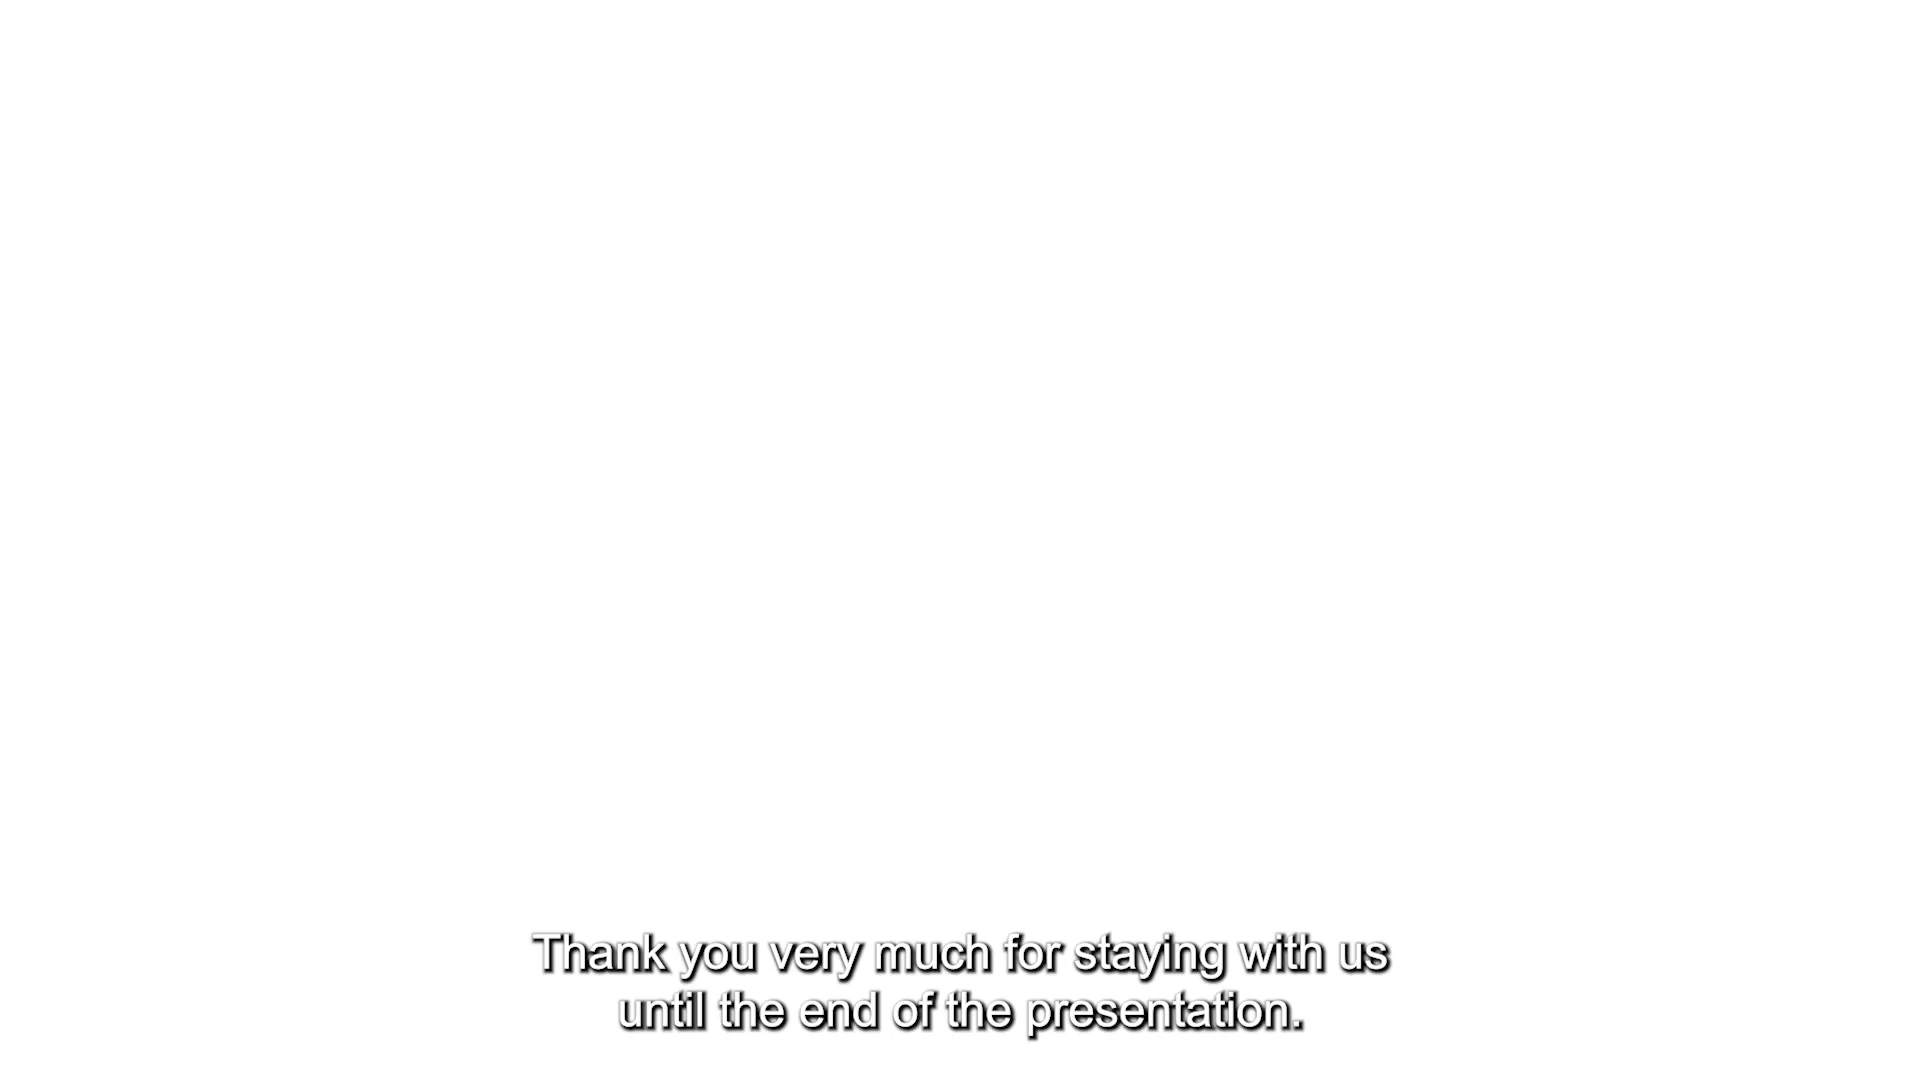 Thank you very much for staying with us
until the end of the presentation.